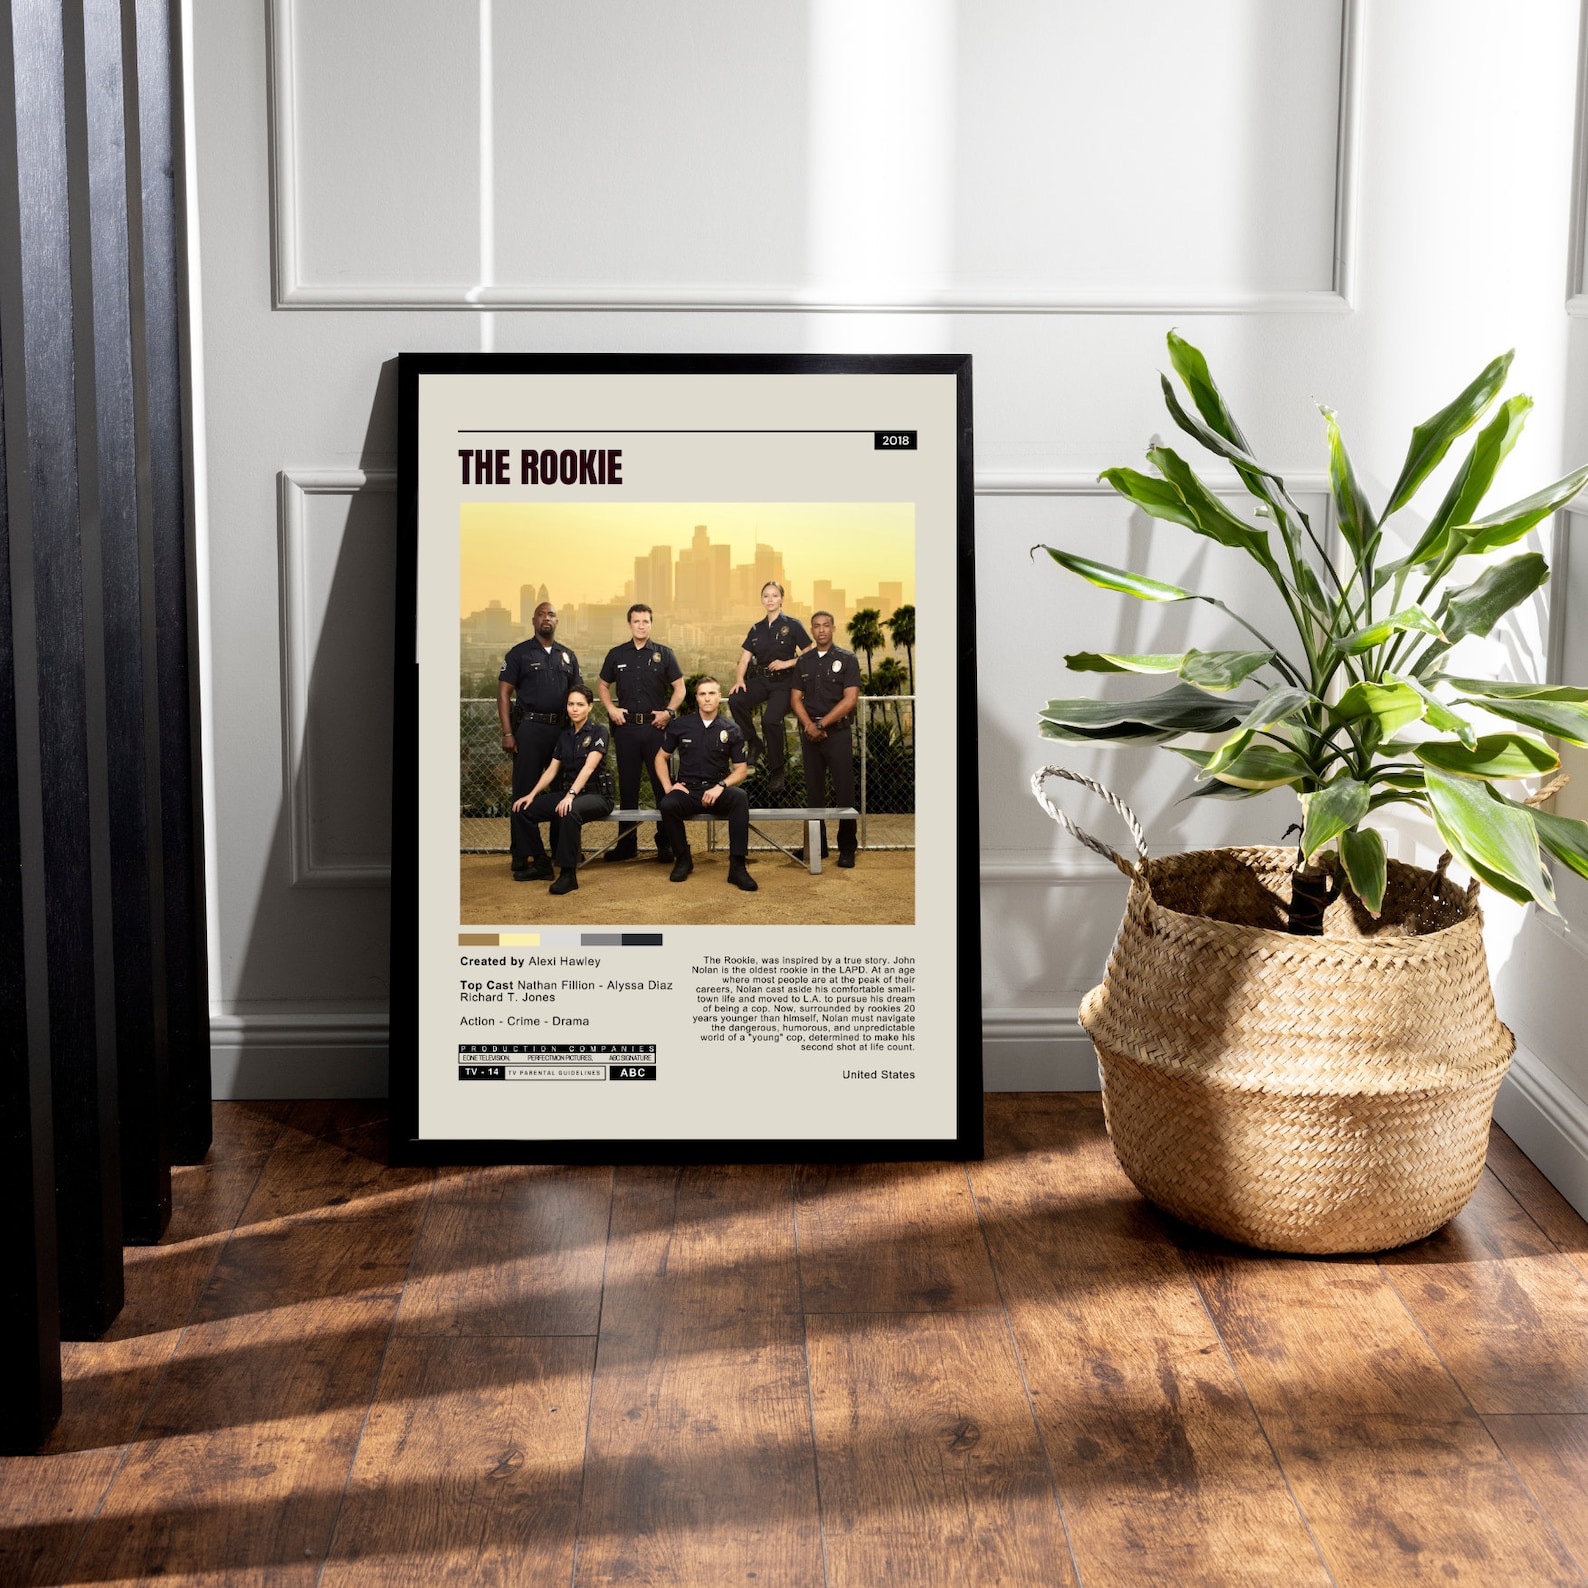 2018
THE ROOKIE
Created by Alexi Hawley
Top Cast Nathan Fillion - Alyssa Diaz
Richard T. Jones
Action - Crime - Drama
PRODUCTION COMPANIES
EONE TELEVISION, PERFECTMON PICTURES, ABC SIGNATURE
TV - 14 TV PARENTAL GUIDELINES ABC
The Rookie, was inspired by a true story. John
Nolan is the oldest rookie in the LAPD. At an age
where most people are at the peak of their
careers, Nolan cast aside his comfortable small-
town life and moved to L.A. to pursue his dream
of being a cop. Now, surrounded by rookies 20
years younger than himself, Nolan must navigate
the dangerous, humorous, and unpredictable
world of a "young" cop, determined to make his
second shot at life count.
United States